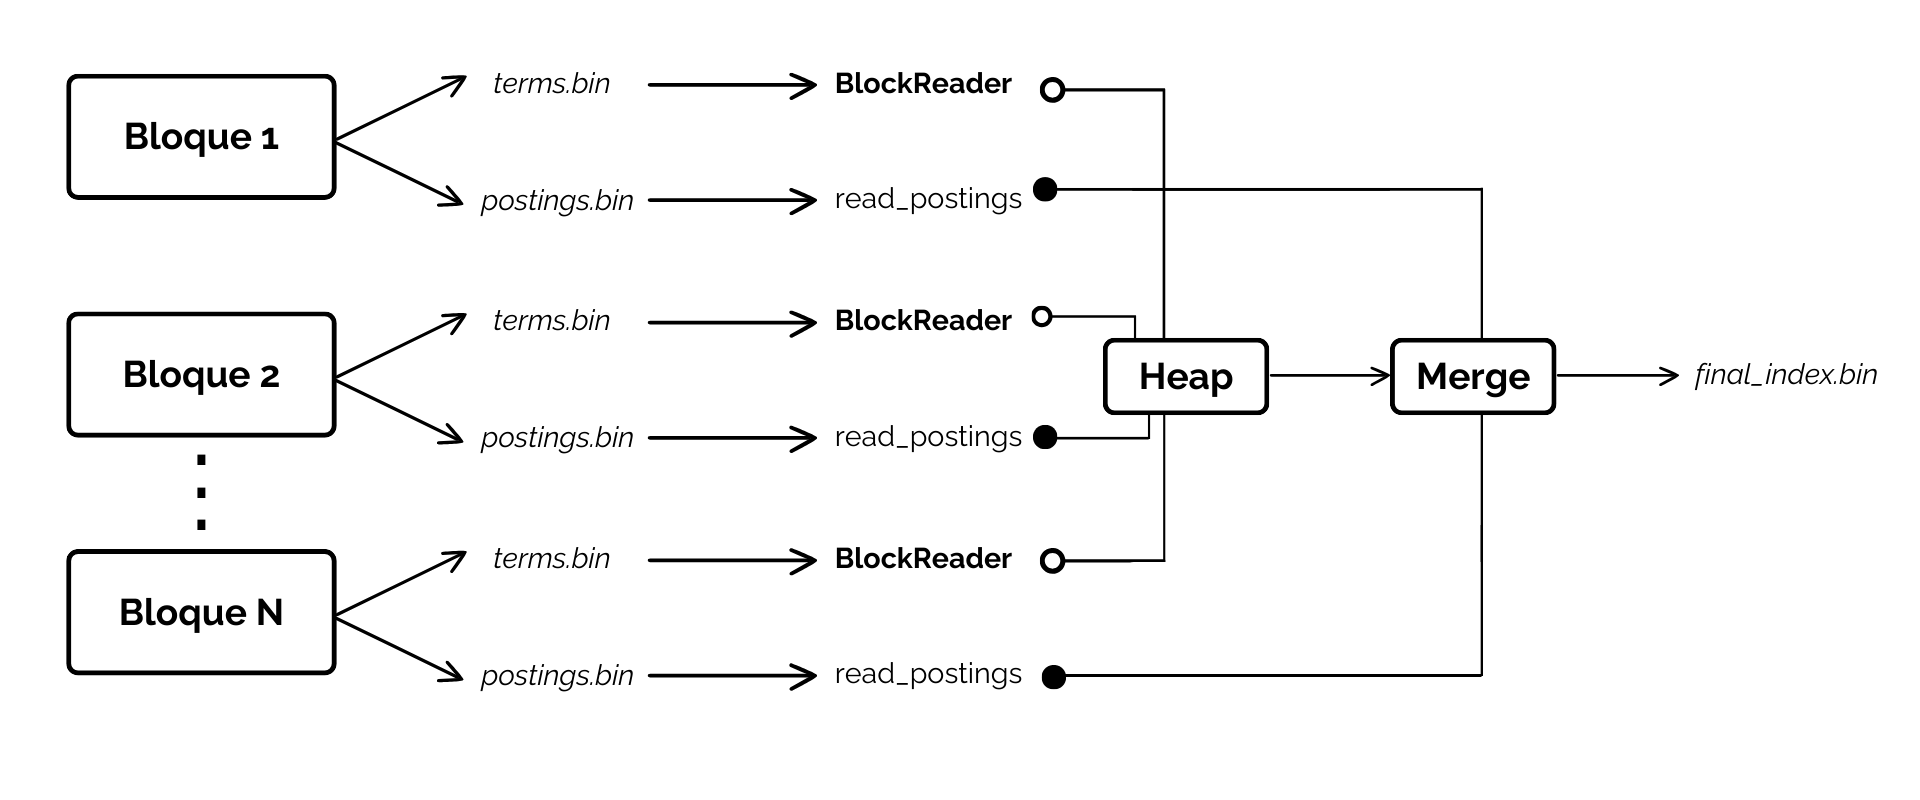 Bloque 1
terms.bin
BlockReader
postings.bin
read_postings
Bloque 2
terms.bin
BlockReader
postings.bin
read_postings
Heap
Merge
final_index.bin
Bloque N
terms.bin
BlockReader
postings.bin
read_postings